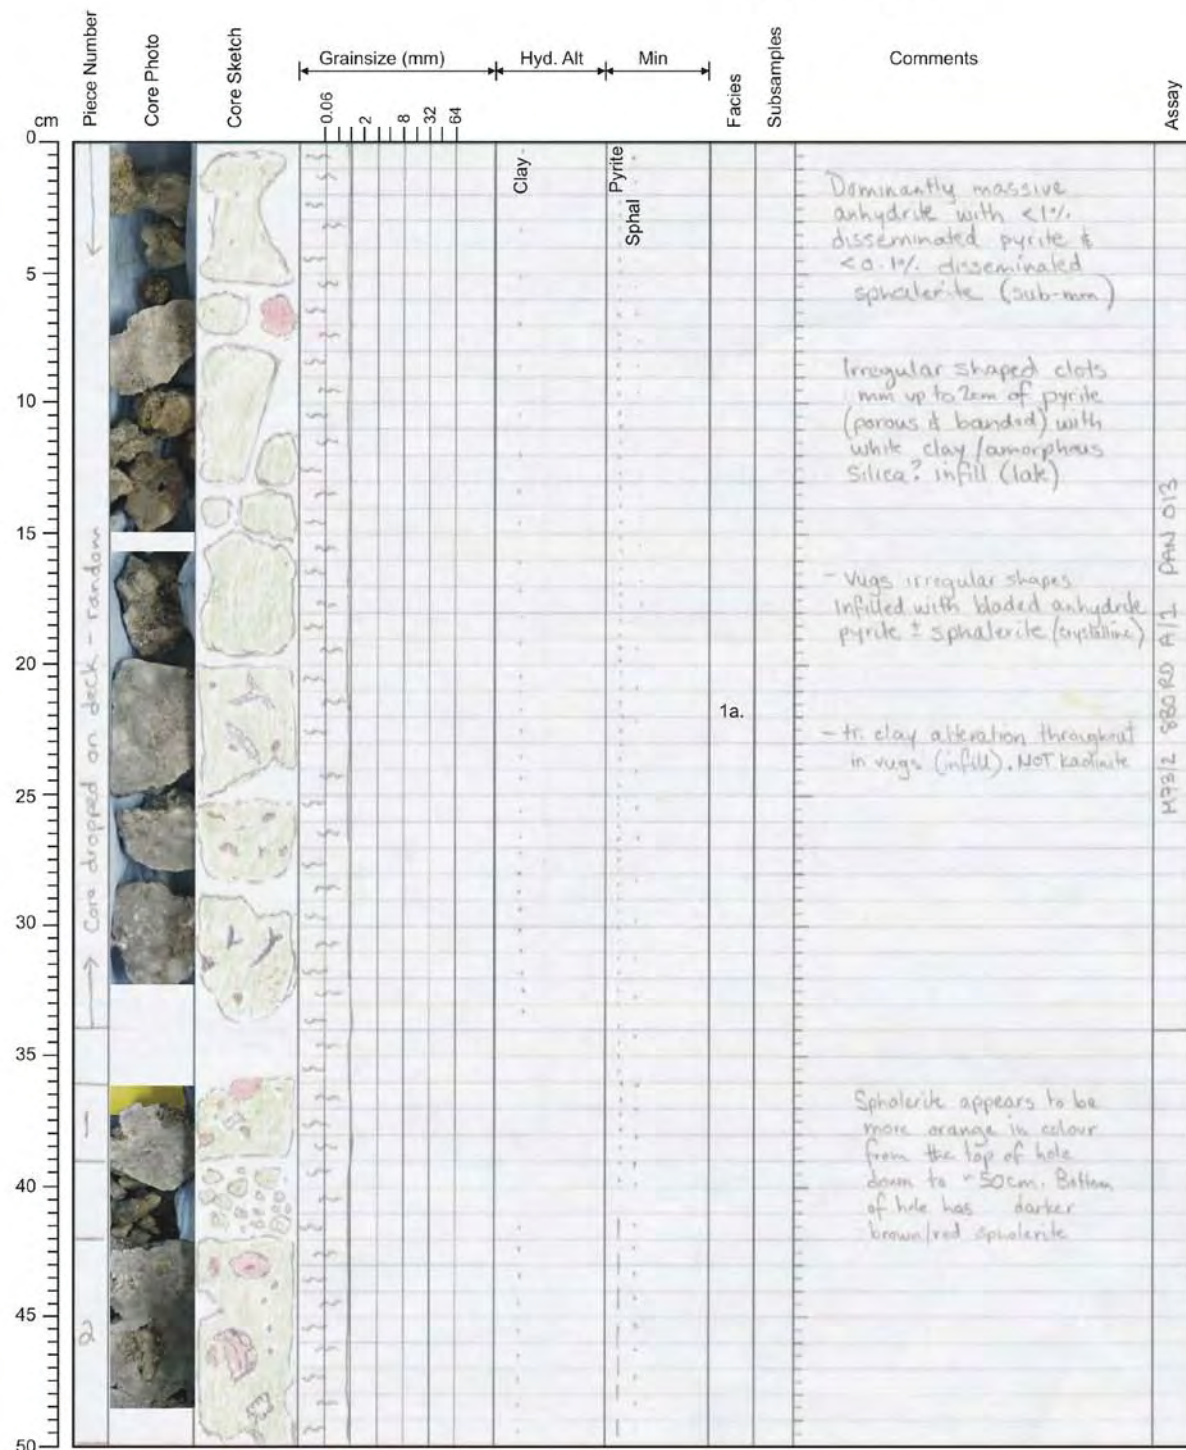 cm
Piece Number
Core Photo
Core Sketch
Grainsize (mm)
Hyd. Alt
Min
Facies
Subsamples
Comments
Assay
0.06
2
8
32
64
0
5
10
15
20
25
30
35
40
45
50
Clay
Pyrite
Sphal
Core dropped on deck - random
1
2
1a.
Dominantly massive
anhydrite with <1%
disseminated pyrite &
<0.1% disseminated
sphalerite (sub-mm)
Irregular shaped clots
mm up to 2cm of pyrite
(porous & banded) with
white clay/amorphous
Silica? infill (late)
- Vugs irregular shapes
Infilled with bladed anhydrite
pyrite ± sphalerite (crystalline)
- tr. clay alteration throughout
in vugs (infill). NOT kaolinite
Sphalerite appears to be
more orange in colour
from the top of hole
down to ~50cm. Bottom
of hole has darker
brown/red sphalerite
M73/2 880RD A/1 PAN 013